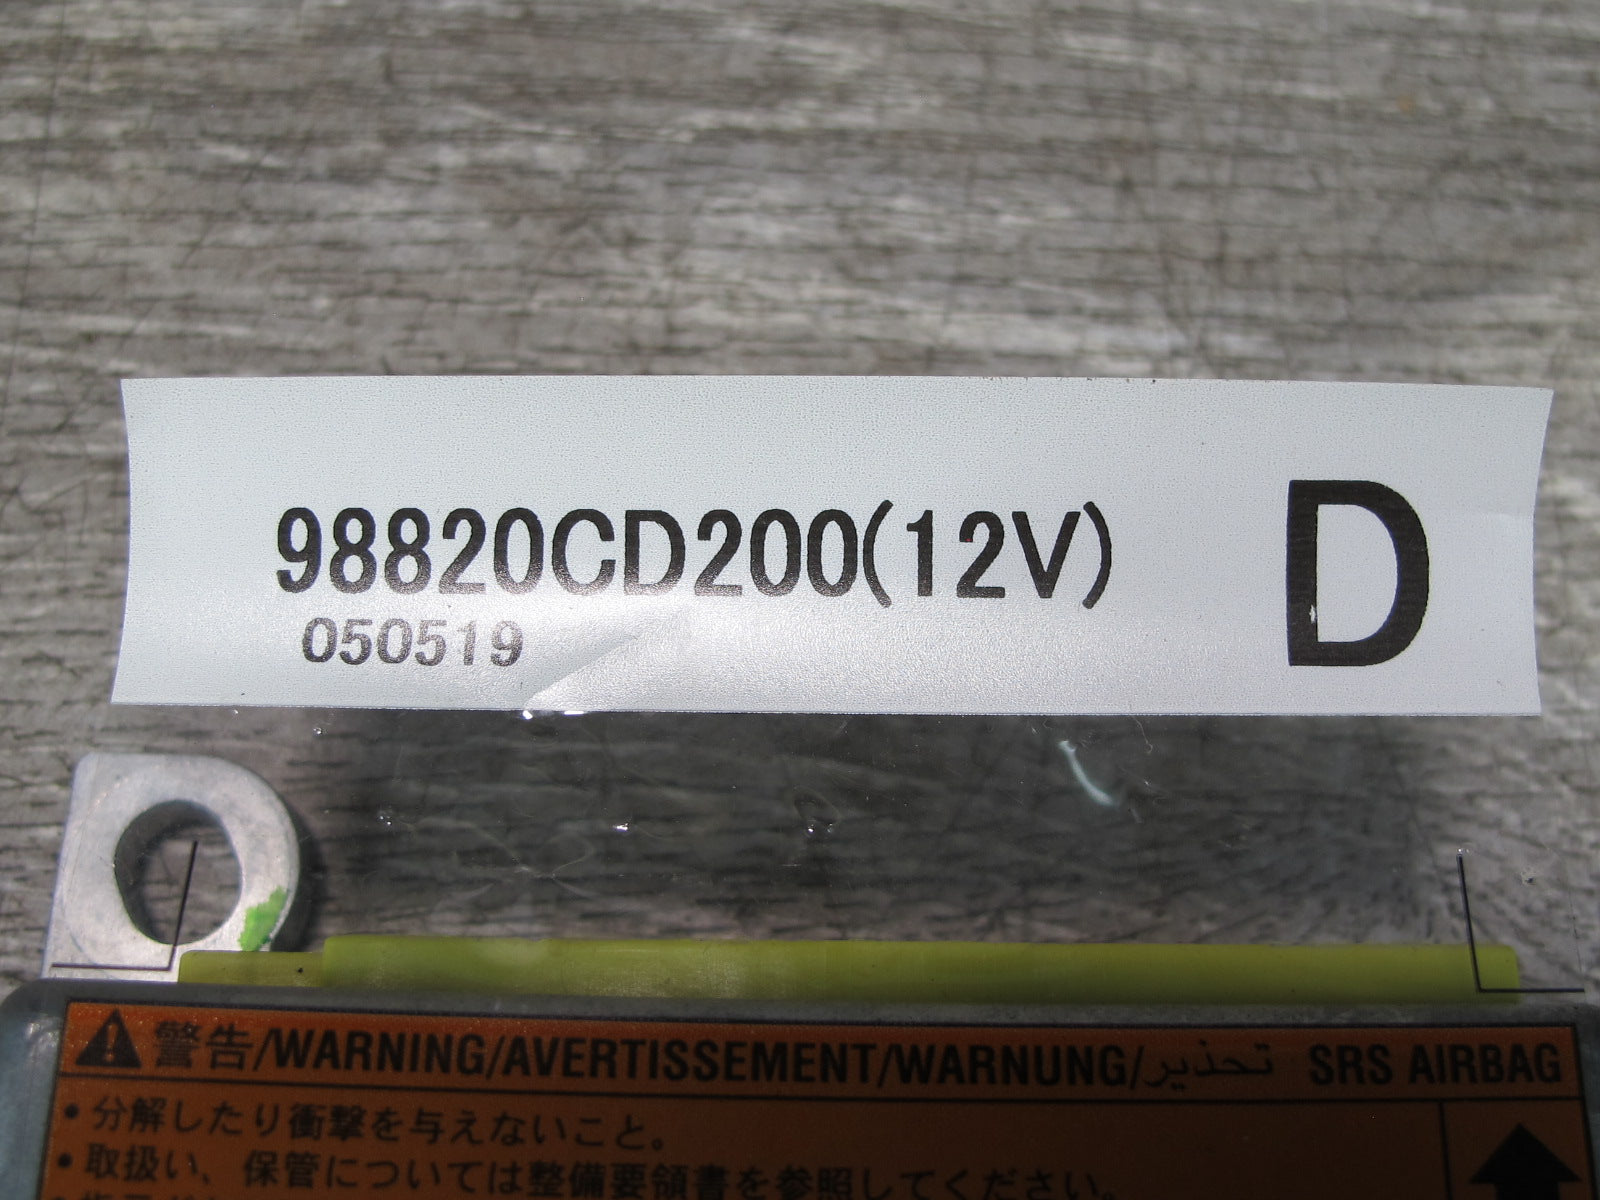 98820CD200(12V) D
050519
警告/WARNING/AVERTISSEMENT/WARNUNG/تحذير SRS AIRBAG
・分解したり衝撃を与えないこと。
・取扱い、保管については整備要領書を参照してください。